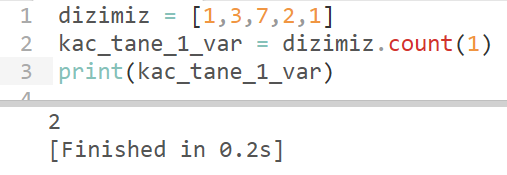 1 dizimiz = [1,3,7,2,1]
2 kac_tane_1_var = dizimiz.count(1)
3 print(kac_tane_1_var)
2
[Finished in 0.2s]